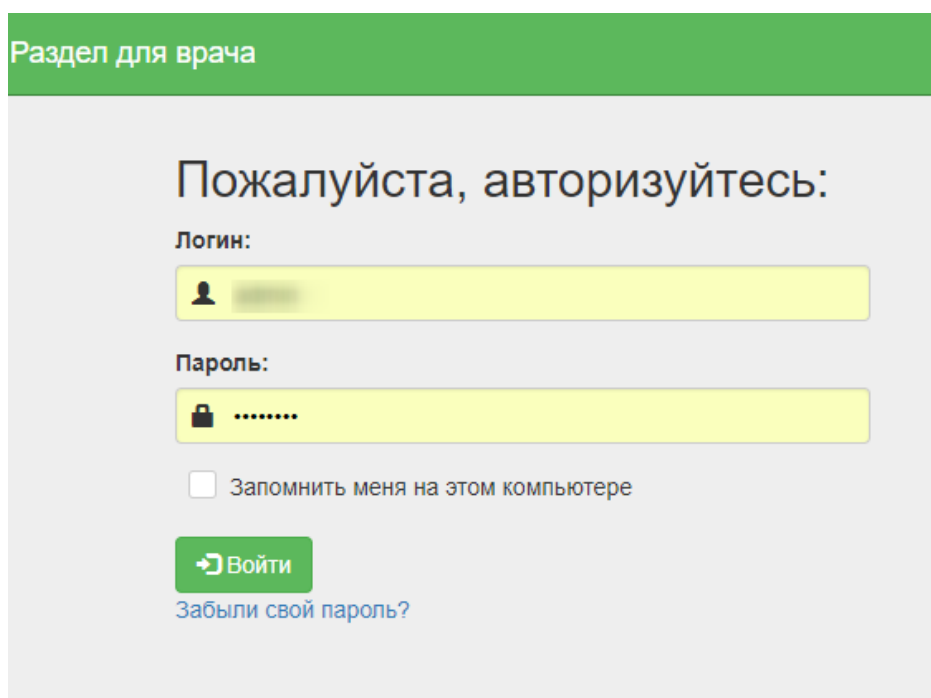 Раздел для врача
Пожалуйста, авторизуйтесь:
Логин:
Пароль:
••••••••
Запомнить меня на этом компьютере
Войти
Забыли свой пароль?